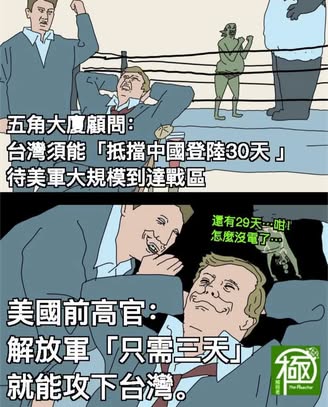 五角大廈顧問：
台灣須能「抵擋中國登陸30天」
待美軍大規模到達戰區
還有29天…咁！
怎麼沒電了…
美國前高官：
解放軍「只需三天」
就能攻下台灣。
極
The Reactor